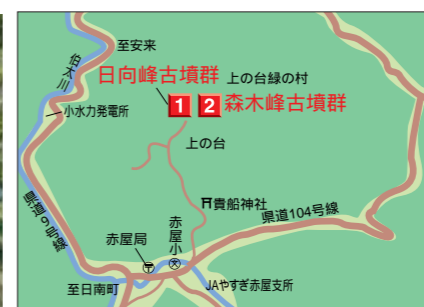 至安来
伯太川
日向峰古墳群
上の台緑の村
1
2
森木峰古墳群
小水力発電所
上の台
貴船神社
県道9号線
県道104号線
赤屋小
赤屋局
〒
文
至日南町
JAやすぎ赤屋支所